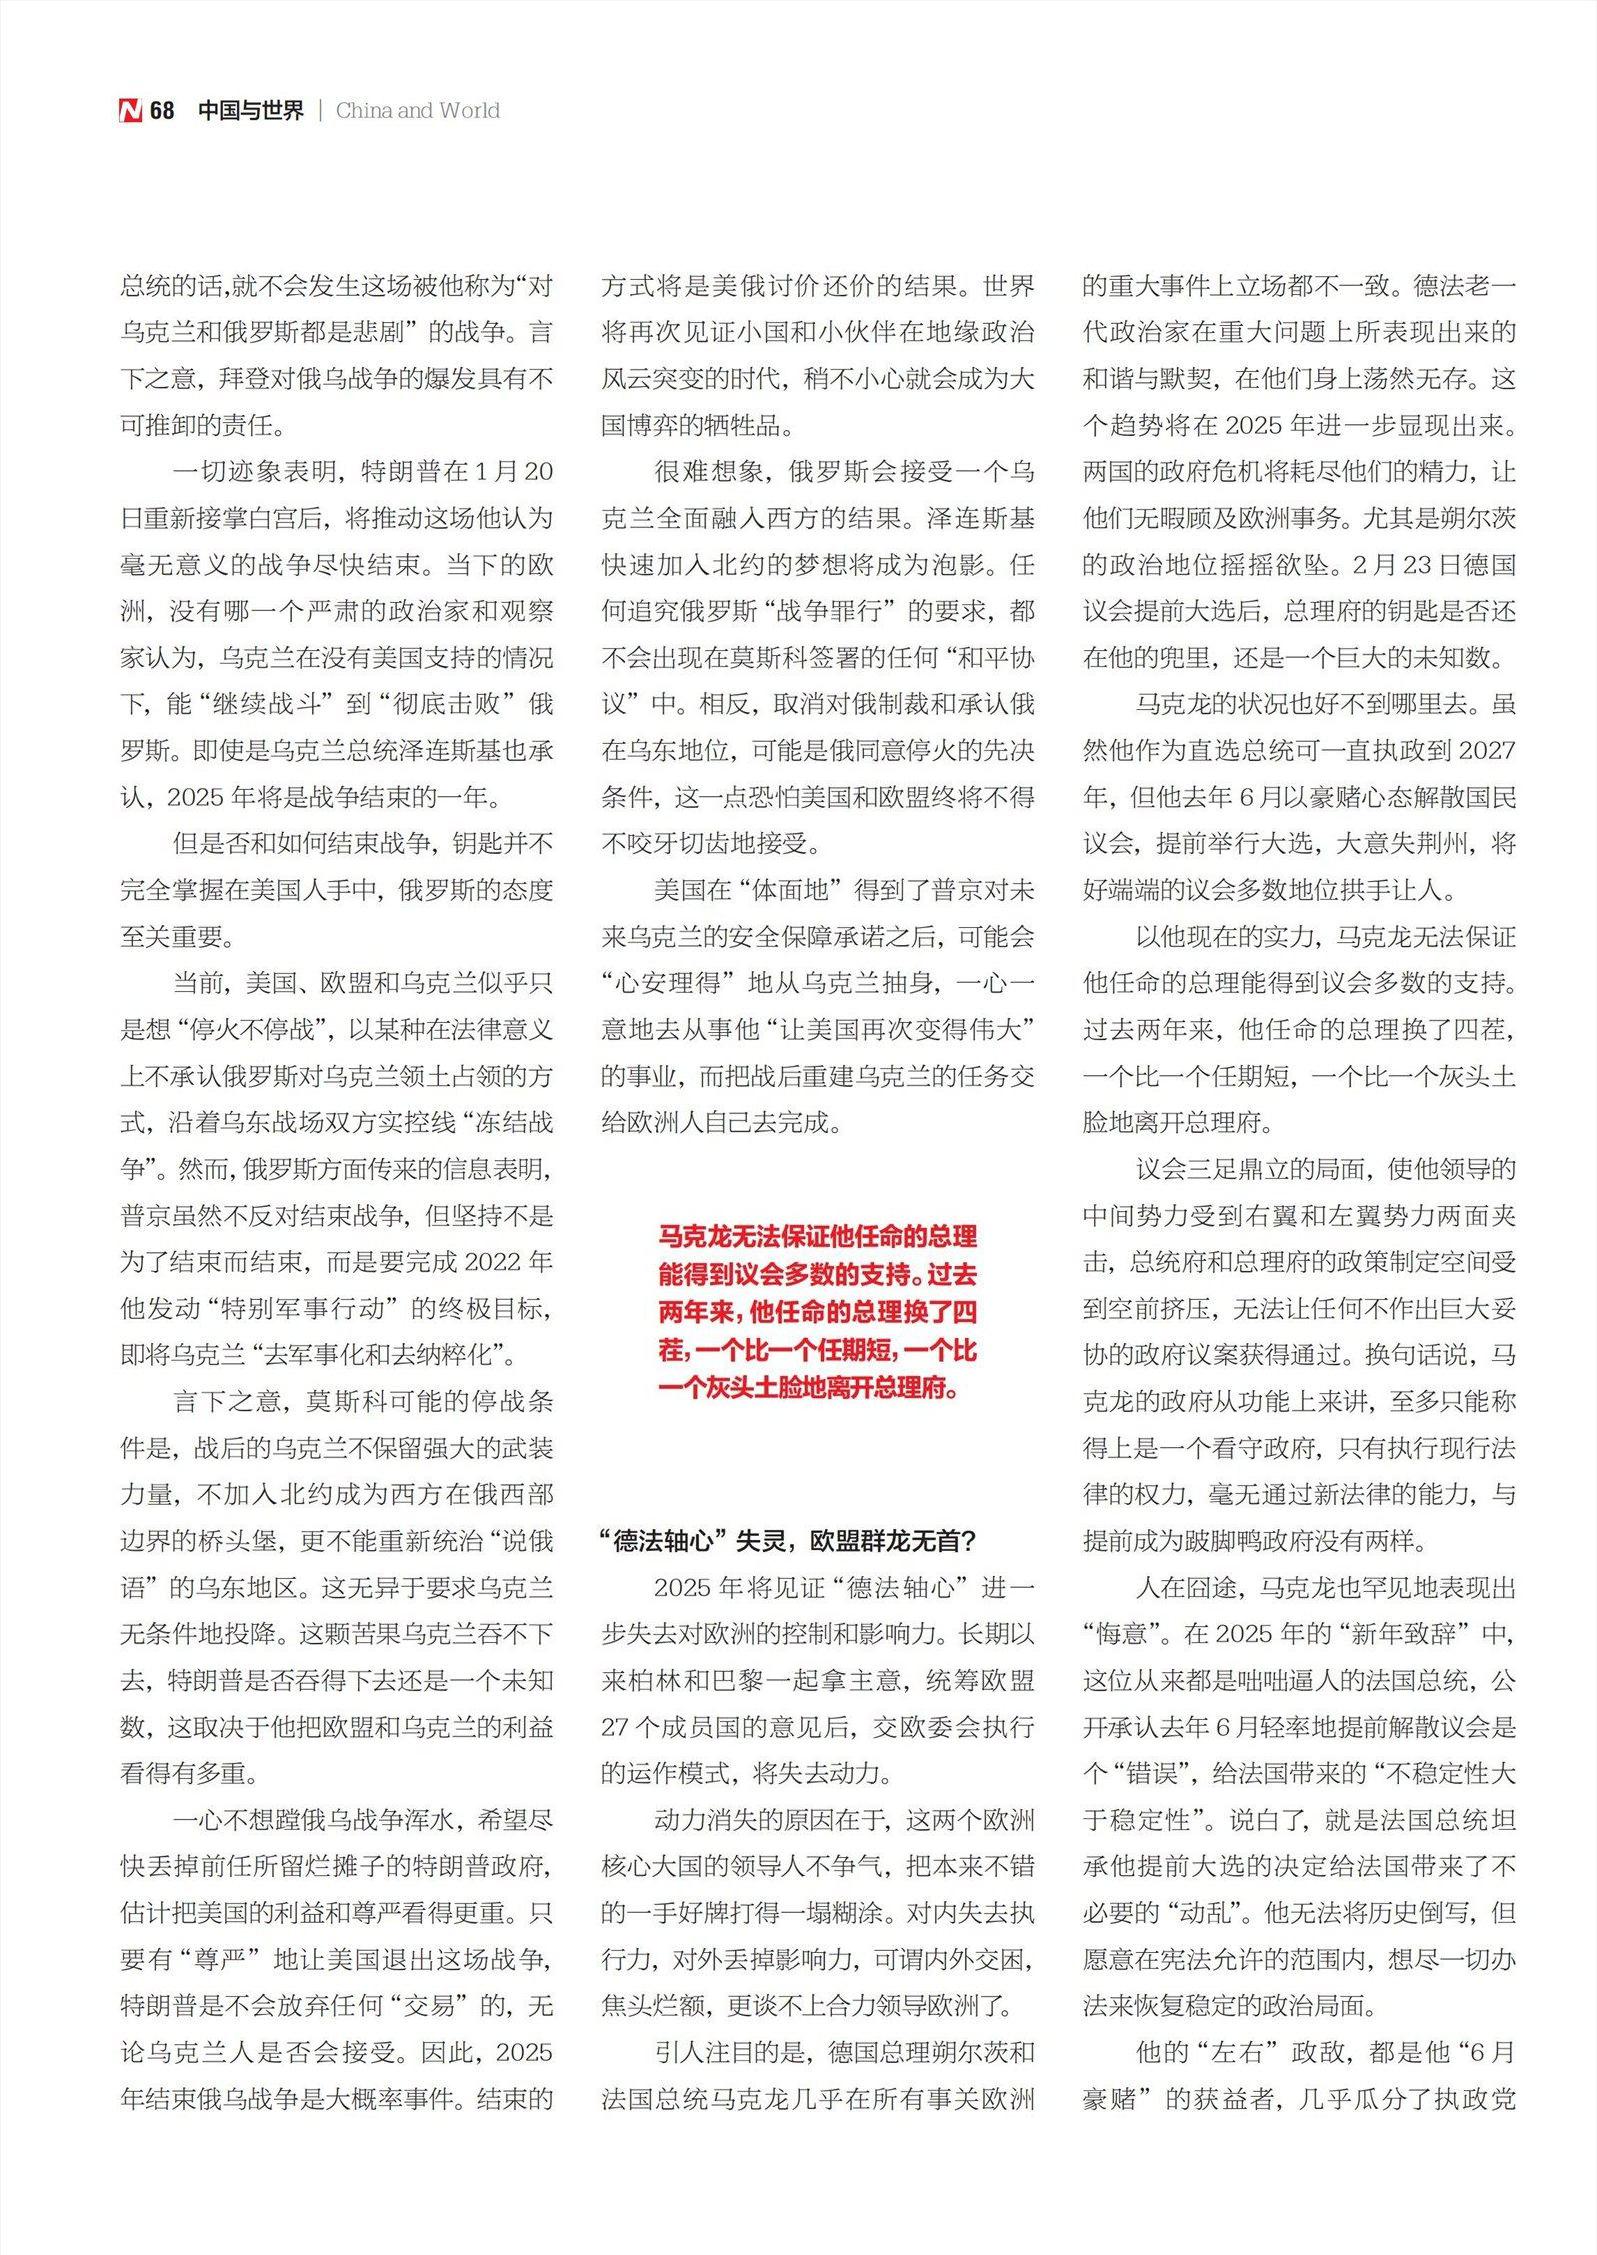 N 68 中国与世界 | China and World
总统的话,就不会发生这场被他称为“对
乌克兰和俄罗斯都是悲剧”的战争。言
下之意，拜登对俄乌战争的爆发具有不
可推卸的责任。
一切迹象表明，特朗普在1月20
日重新接掌白宫后，将推动这场他认为
毫无意义的战争尽快结束。当下的欧
洲，没有哪一个严肃的政治家和观察
家认为，乌克兰在没有美国支持的情况
下，能“继续战斗”到“彻底击败”俄
罗斯。即使是乌克兰总统泽连斯基也承
认，2025年将是战争结束的一年。
但是否和如何结束战争，钥匙并不
完全掌握在美国人手中，俄罗斯的态度
至关重要。
当前，美国、欧盟和乌克兰似乎只
是想“停火不停战”，以某种在法律意义
上不承认俄罗斯对乌克兰领土占领的方
式，沿着乌东战场双方实控线“冻结战
争”。然而，俄罗斯方面传来的信息表明，
普京虽然不反对结束战争，但坚持不是
为了结束而结束，而是要完成2022年
他发动“特别军事行动”的终极目标，
即将乌克兰“去军事化和去纳粹化”。
言下之意，莫斯科可能的停战条
件是，战后的乌克兰不保留强大的武装
力量，不加入北约成为西方在俄西部
边界的桥头堡，更不能重新统治“说俄
语”的乌东地区。这无异于要求乌克兰
无条件地投降。这颗苦果乌克兰吞不下
去，特朗普是否吞得下去还是一个未知
数，这取决于他把欧盟和乌克兰的利益
看得有多重。
一心不想蹚俄乌战争浑水，希望尽
快丢掉前任所留烂摊子的特朗普政府，
估计把美国的利益和尊严看得更重。只
要有“尊严”地让美国退出这场战争，
特朗普是不会放弃任何“交易”的，无
论乌克兰人是否会接受。因此，2025
年结束俄乌战争是大概率事件。结束的
方式将是美俄讨价还价的结果。世界
将再次见证小国和小伙伴在地缘政治
风云突变的时代，稍不小心就会成为大
国博弈的牺牲品。
很难想象，俄罗斯会接受一个乌
克兰全面融入西方的结果。泽连斯基
快速加入北约的梦想将成为泡影。任
何追究俄罗斯“战争罪行”的要求，都
不会出现在莫斯科签署的任何“和平协
议”中。相反，取消对俄制裁和承认俄
在乌东地位，可能是俄同意停火的先决
条件，这一点恐怕美国和欧盟终将不得
不咬牙切齿地接受。
美国在“体面地”得到了普京对未
来乌克兰的安全保障承诺之后，可能会
“心安理得”地从乌克兰抽身，一心一
意地去从事他“让美国再次变得伟大”
的事业，而把战后重建乌克兰的任务交
给欧洲人自己去完成。
马克龙无法保证他任命的总理
能得到议会多数的支持。过去
两年来，他任命的总理换了四
茬，一个比一个任期短，一个比
一个灰头土脸地离开总理府。
“德法轴心”失灵，欧盟群龙无首？
2025年将见证“德法轴心”进一
步失去对欧洲的控制和影响力。长期以
来柏林和巴黎一起拿主意，统筹欧盟
27个成员国的意见后，交欧委会执行
的运作模式，将失去动力。
动力消失的原因在于，这两个欧洲
核心大国的领导人不争气，把本来不错
的一手好牌打得一塌糊涂。对内失去执
行力，对外丢掉影响力，可谓内外交困，
焦头烂额，更谈不上合力领导欧洲了。
引人注目的是，德国总理朔尔茨和
法国总统马克龙几乎在所有事关欧洲
的重大事件上立场都不一致。德法老一
代政治家在重大问题上所表现出来的
和谐与默契，在他们身上荡然无存。这
个趋势将在2025年进一步显现出来。
两国的政府危机将耗尽他们的精力，让
他们无暇顾及欧洲事务。尤其是朔尔茨
的政治地位摇摇欲坠。2月23日德国
议会提前大选后，总理府的钥匙是否还
在他的兜里，还是一个巨大的未知数。
马克龙的状况也好不到哪里去。虽
然他作为直选总统可一直执政到2027
年，但他去年6月以豪赌心态解散国民
议会，提前举行大选，大意失荆州，将
好端端的议会多数地位拱手让人。
以他现在的实力，马克龙无法保证
他任命的总理能得到议会多数的支持。
过去两年来，他任命的总理换了四茬，
一个比一个任期短，一个比一个灰头土
脸地离开总理府。
议会三足鼎立的局面，使他领导的
中间势力受到右翼和左翼势力两面夹
击，总统府和总理府的政策制定空间受
到空前挤压，无法让任何不作出巨大妥
协的政府议案获得通过。换句话说，马
克龙的政府从功能上来讲，至多只能称
得上是一个看守政府，只有执行现行法
律的权力，毫无通过新法律的能力，与
提前成为跛脚鸭政府没有两样。
人在囧途，马克龙也罕见地表现出
“悔意”。在2025年的“新年致辞”中，
这位从来都是咄咄逼人的法国总统，公
开承认去年6月轻率地提前解散议会是
个“错误”，给法国带来的“不稳定性大
于稳定性”。说白了，就是法国总统坦
承他提前大选的决定给法国带来了不
必要的“动乱”。他无法将历史倒写，但
愿意在宪法允许的范围内，想尽一切办
法来恢复稳定的政治局面。
他的“左右”政敌，都是他“6月
豪赌”的获益者，几乎瓜分了执政党